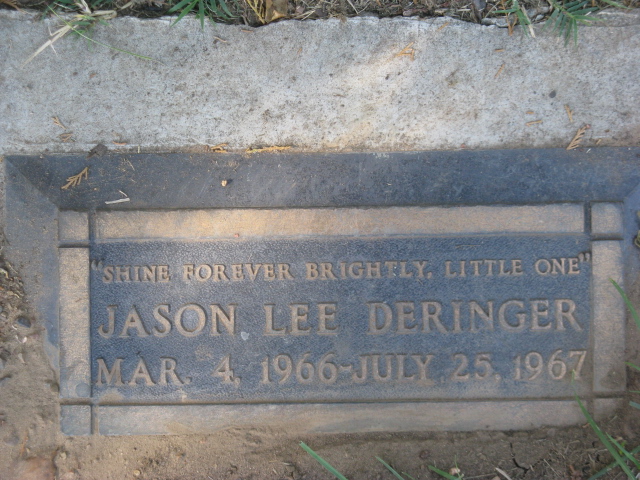 "SHINE FOREVER BRIGHTLY, LITTLE ONE"
JASON LEE DERINGER
MAR. 4, 1966-JULY 25, 1967